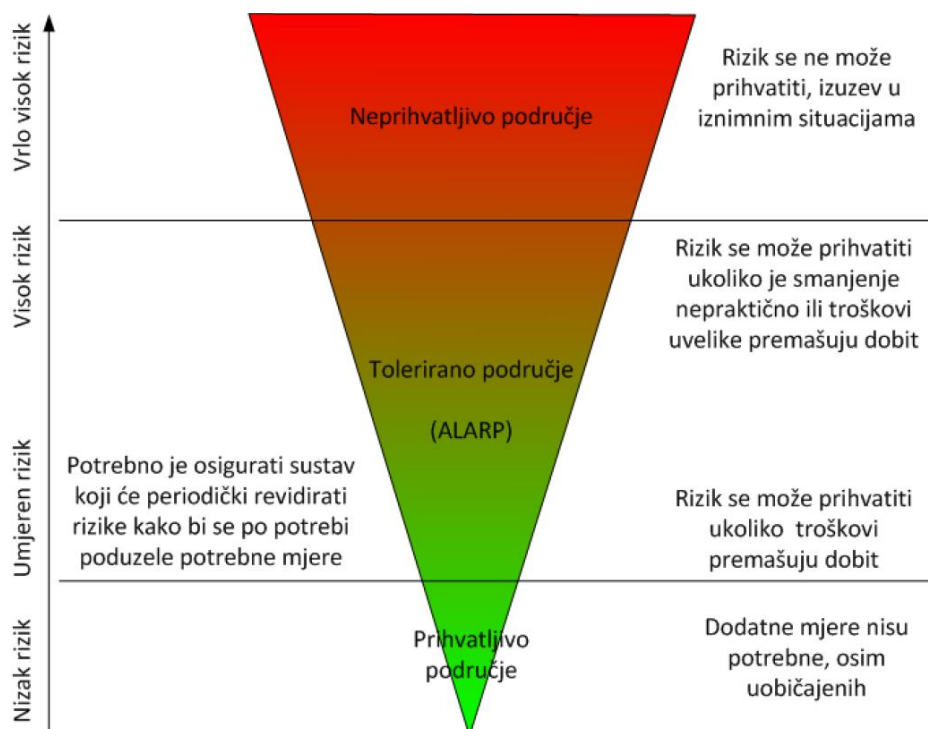 Vrlo visok rizik
Neprihvatljivo područje
Rizik se ne može
prihvatiti, izuzev u
iznimnim situacijama
Visok rizik
Rizik se može prihvatiti
ukoliko je smanjenje
nepraktično ili troškovi
uvelike premašuju dobit
Tolerirano područje
(ALARP)
Umjeren rizik
Potrebno je osigurati sustav
koji će periodički revidirati
rizike kako bi se po potrebi
poduzele potrebne mjere
Rizik se može prihvatiti
ukoliko troškovi
premašuju dobit
Nizak rizik
Prihvatljivo
područje
Dodatne mjere nisu
potrebne, osim
uobičajenih